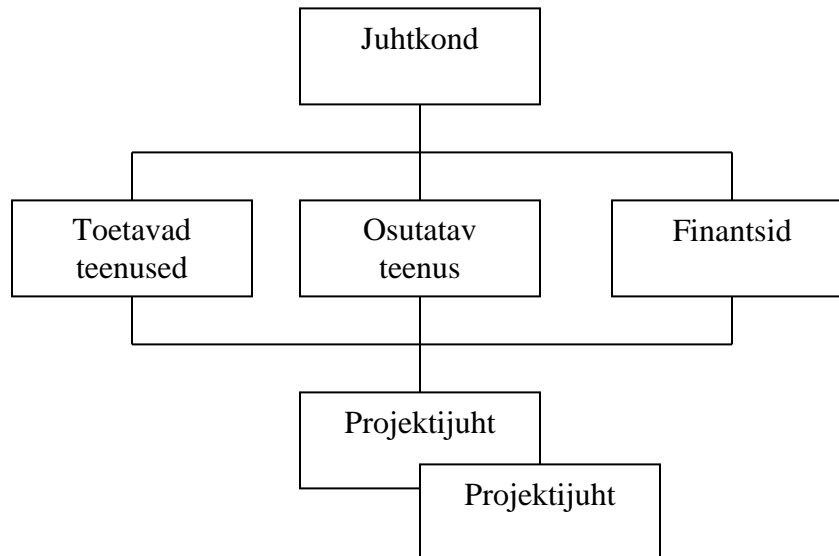 Juhtkond
Toetavad
teenused
Osutatav
teenus
Finantsid
Projektijuht
Projektijuht